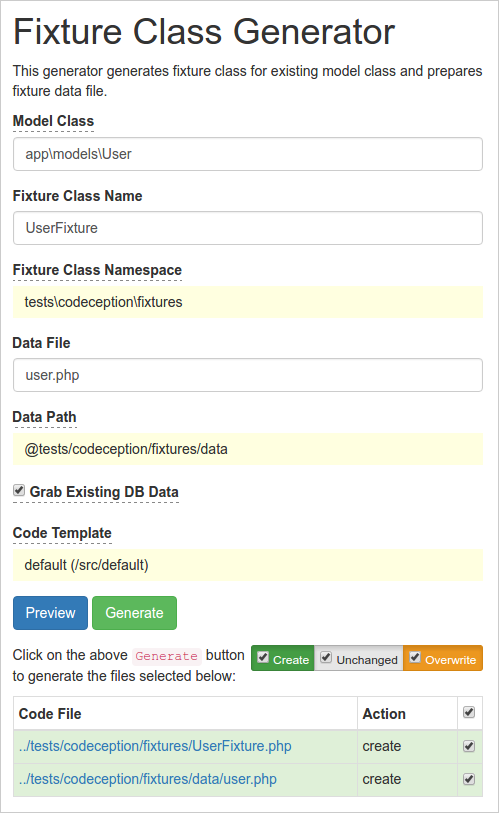 Fixture Class Generator
This generator generates fixture class for existing model class and prepares
fixture data file.
Model Class
app\models\User
Fixture Class Name
UserFixture
Fixture Class Namespace
tests\codeception\fixtures
Data File
user.php
Data Path
@tests/codeception/fixtures/data
Grab Existing DB Data
Code Template
default (/src/default)
Preview Generate
Click on the above Generate button
to generate the files selected below:
Create Unchanged Overwrite
Code File Action
../tests/codeception/fixtures/UserFixture.php create
../tests/codeception/fixtures/data/user.php create